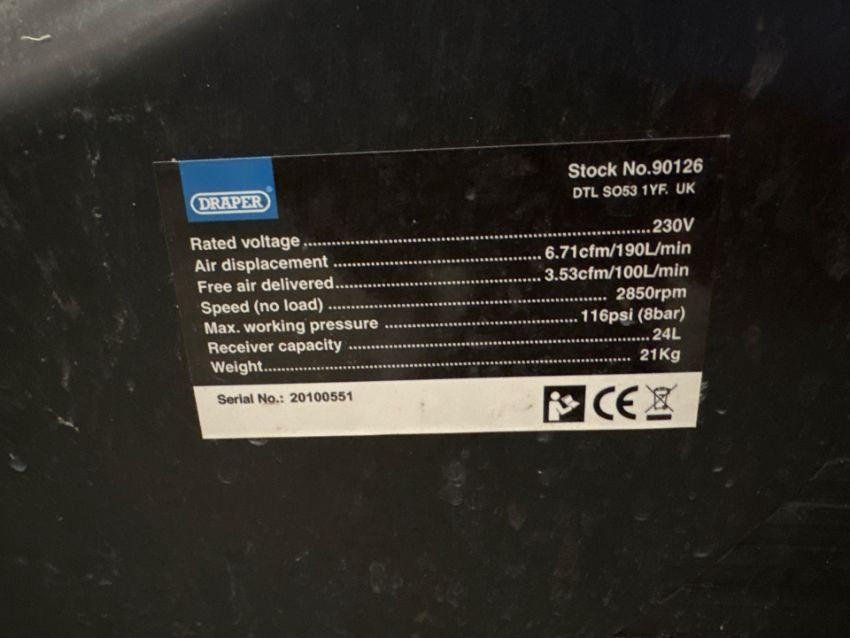 DRAPER®
Stock No.90126
DTL SO53 1YF. UK
Rated voltage ........ 230V
Air displacement ........ 6.71cfm/190L/min
Free air delivered ........ 3.53cfm/100L/min
Speed (no load) ........ 2850rpm
Max. working pressure ........ 116psi (8bar)
Receiver capacity ........ 24L
Weight ........ 21Kg
Serial No.: 20100551
CE